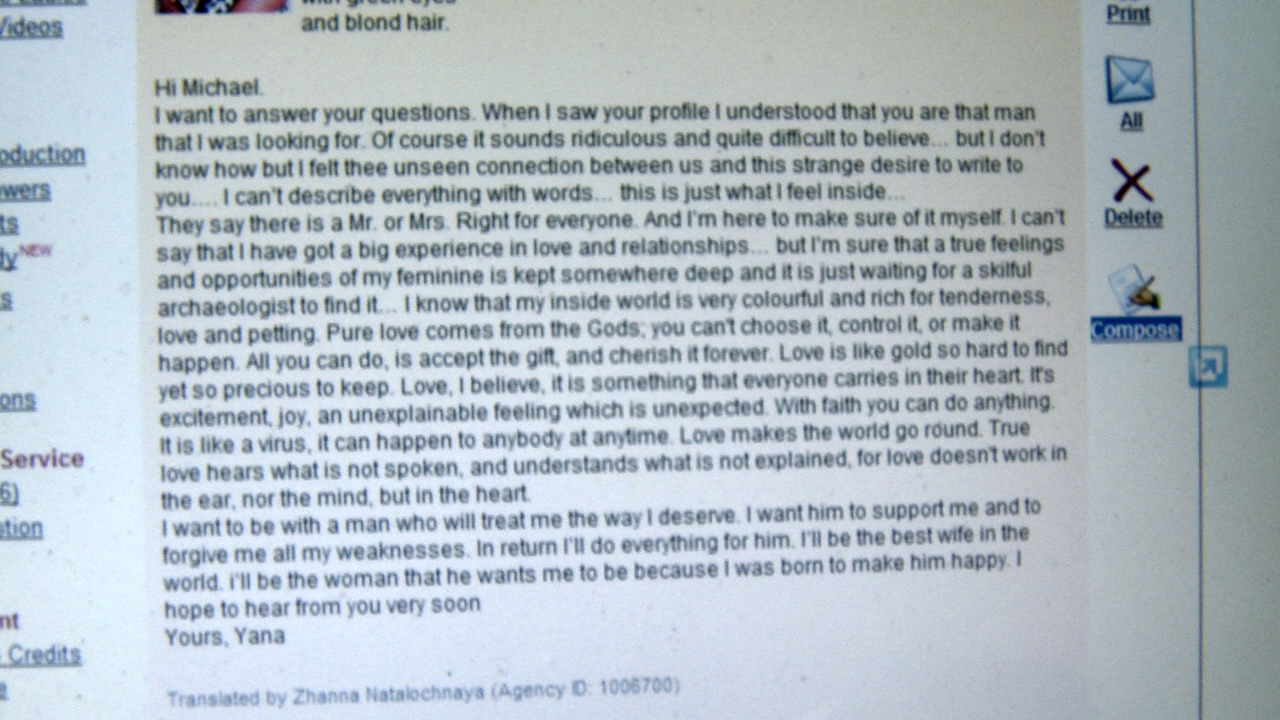 Videos
and blond hair.
Print
Hi Michael.
I want to answer your questions. When I saw your profile I understood that you are that man
that I was looking for. Of course it sounds ridiculous and quite difficult to believe... but I don't
know how but I felt thee unseen connection between us and this strange desire to write to
you.... I can't describe everything with words... this is just what I feel inside...
They say there is a Mr. or Mrs. Right for everyone. And I'm here to make sure of it myself. I can't
say that I have got a big experience in love and relationships... but I'm sure that a true feelings
and opportunities of my feminine is kept somewhere deep and it is just waiting for a skilful
archaeologist to find it... I know that my inside world is very colourful and rich for tenderness,
love and petting. Pure love comes from the Gods; you can't choose it, control it, or make it
happen. All you can do, is accept the gift, and cherish it forever. Love is like gold so hard to find
yet so precious to keep. Love, I believe, it is something that everyone carries in their heart. It's
excitement, joy, an unexplainable feeling which is unexpected. With faith you can do anything.
It is like a virus, it can happen to anybody at anytime. Love makes the world go round. True
love hears what is not spoken, and understands what is not explained, for love doesn't work in
the ear, nor the mind, but in the heart.
I want to be with a man who will treat me the way I deserve. I want him to support me and to
forgive me all my weaknesses. In return I'll do everything for him. I'll be the best wife in the
world. i'll be the woman that he wants me to be because I was born to make him happy. I
hope to hear from you very soon
Yours, Yana
Translated by Zhanna Natalochnaya (Agency ID: 1006700)
All
Delete
Compose
NEW
Service
Credits